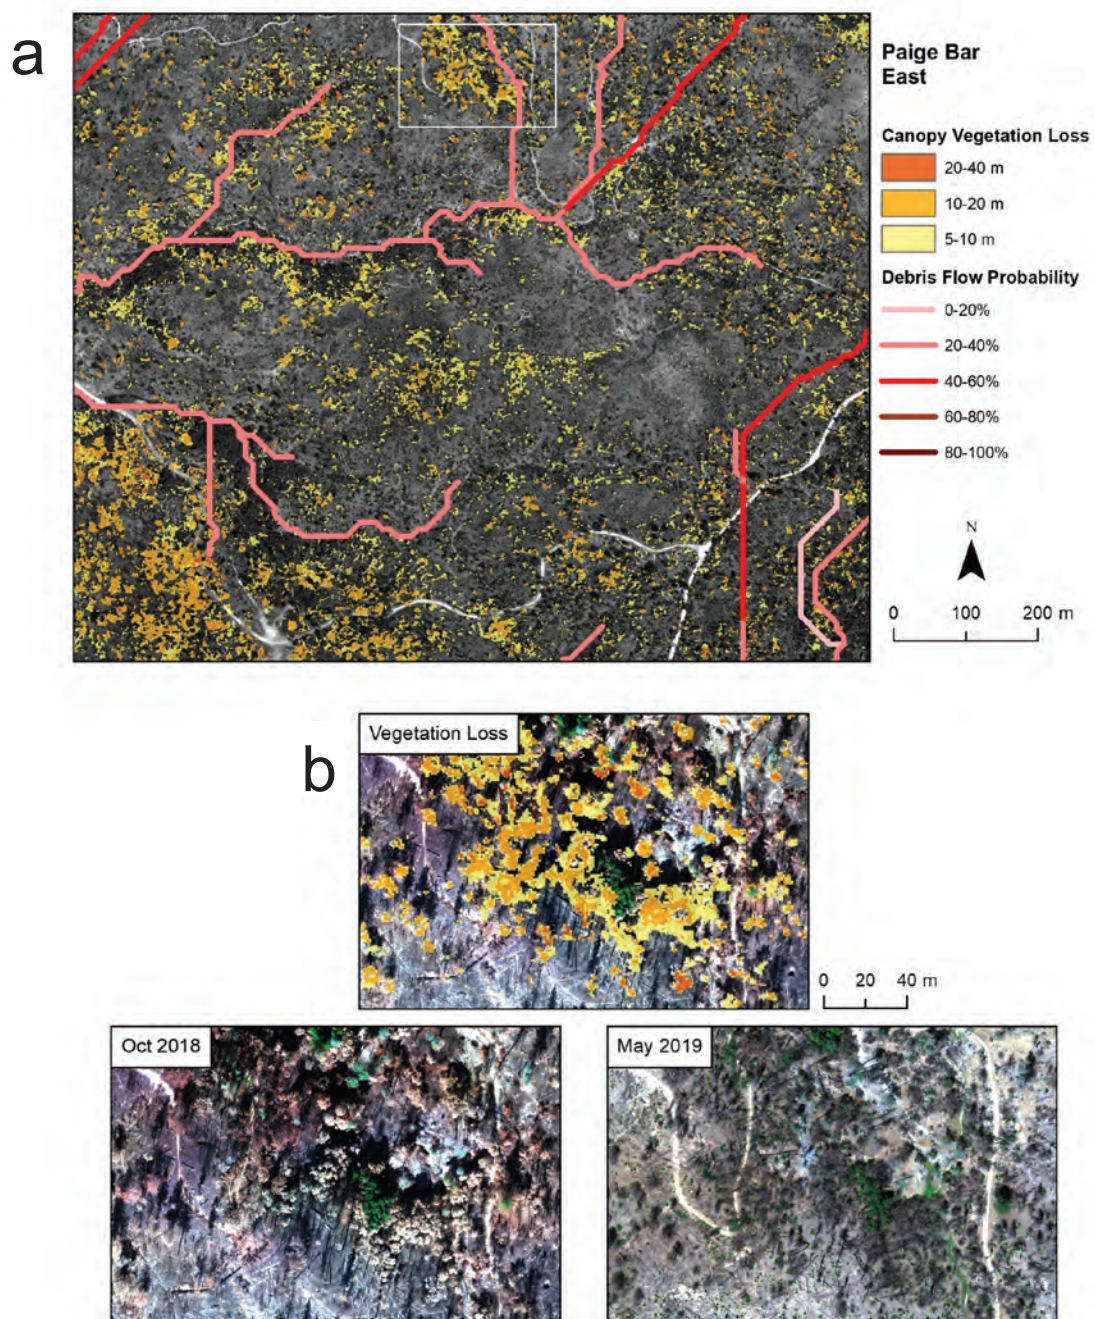 a
Paige Bar
East
Canopy Vegetation Loss
20-40 m
10-20 m
5-10 m
Debris Flow Probability
0-20%
20-40%
40-60%
60-80%
80-100%
N
0 100 200 m
b
Vegetation Loss
0 20 40 m
Oct 2018
May 2019